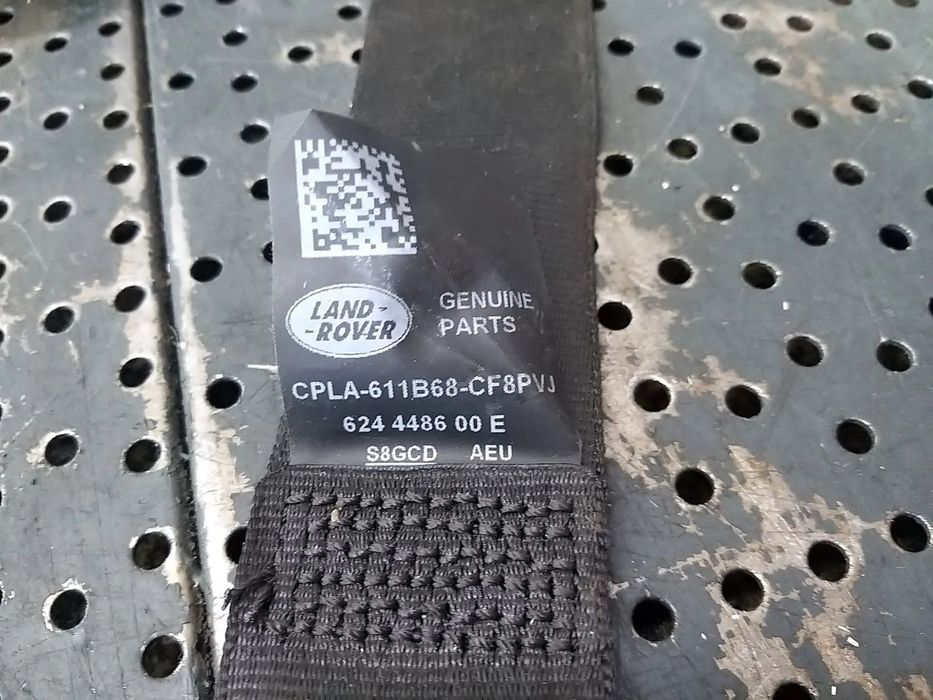 LAND -
- ROVER
GENUINE
PARTS
CPLA-611B68-CF8PVJ
624 4486 00 E
S8GCD AEU